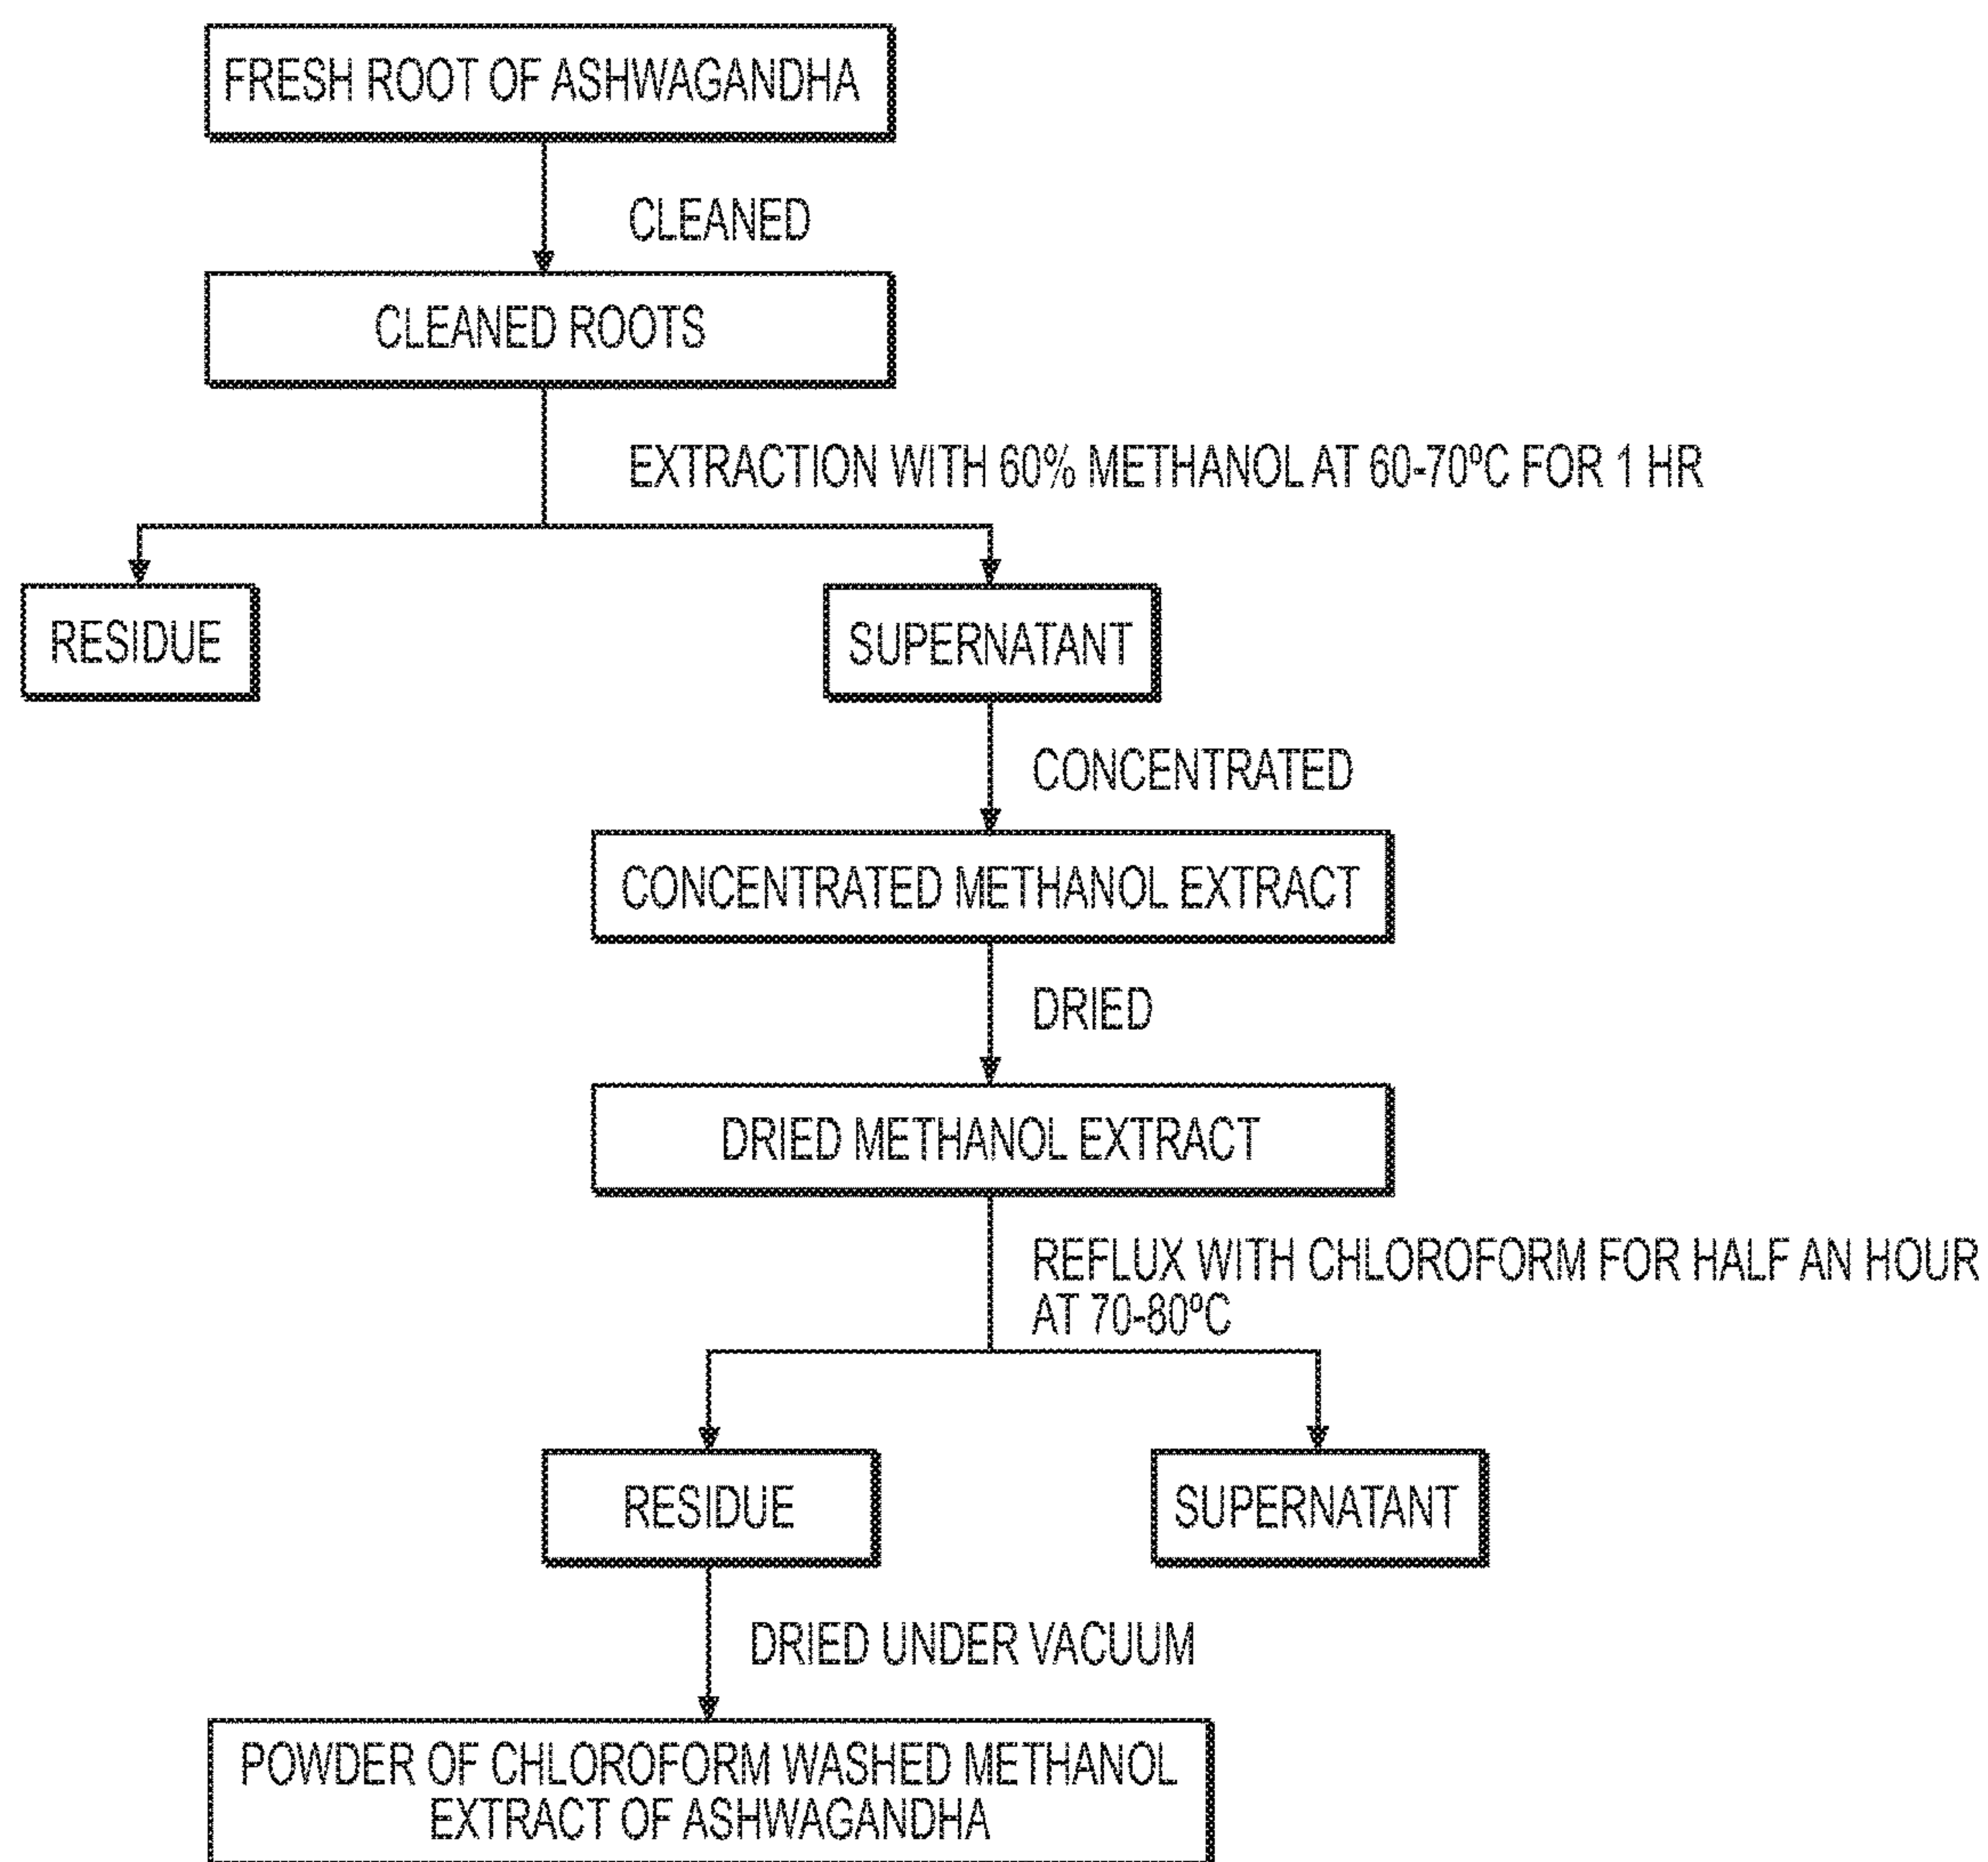 FRESH ROOT OF ASHWAGANDHA
CLEANED
CLEANED ROOTS
EXTRACTION WITH 60% METHANOL AT 60-70ºC FOR 1 HR
RESIDUE
SUPERNATANT
CONCENTRATED
CONCENTRATED METHANOL EXTRACT
DRIED
DRIED METHANOL EXTRACT
REFLUX WITH CHLOROFORM FOR HALF AN HOUR
AT 70-80ºC
RESIDUE
SUPERNATANT
DRIED UNDER VACUUM
POWDER OF CHLOROFORM WASHED METHANOL
EXTRACT OF ASHWAGANDHA